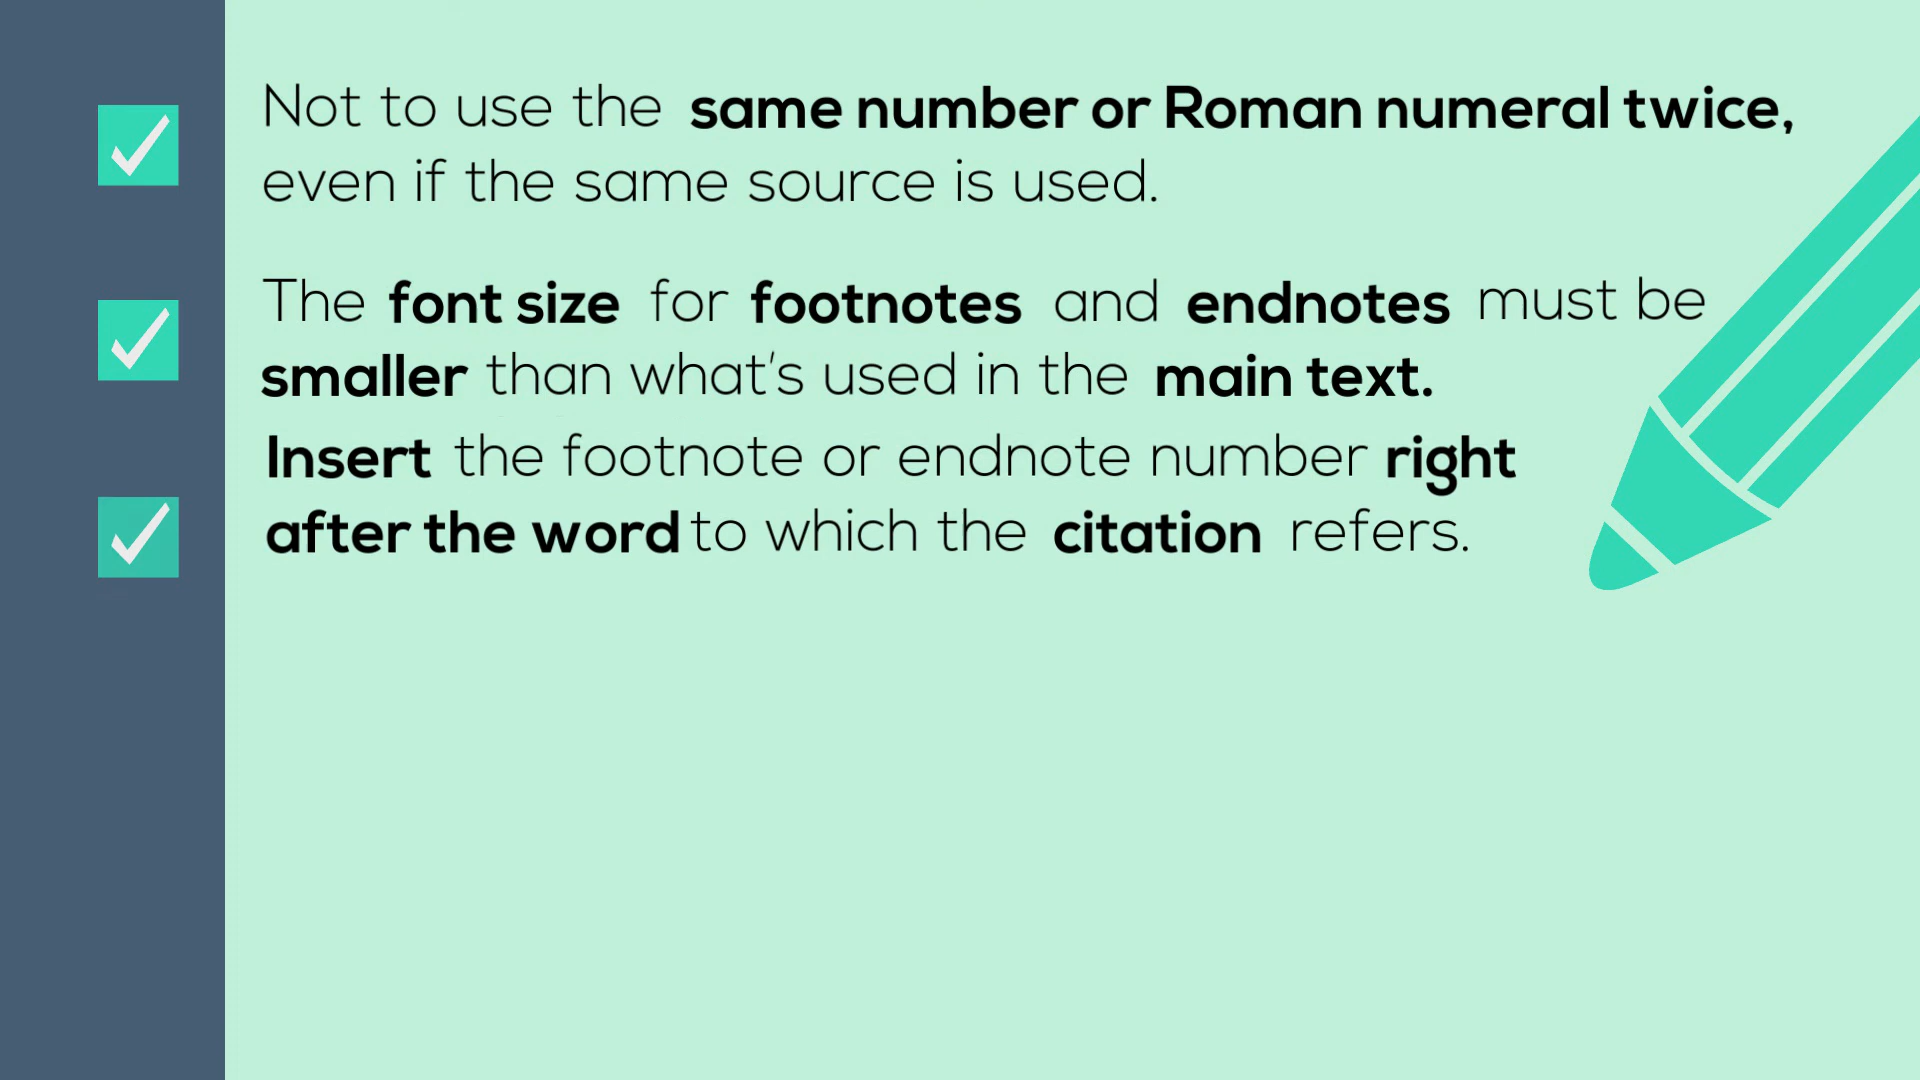 Not to use the same number or Roman numeral twice,
even if the same source is used.
The font size for footnotes and endnotes must be
smaller than what's used in the main text.
Insert the footnote or endnote number right
after the word to which the citation refers.